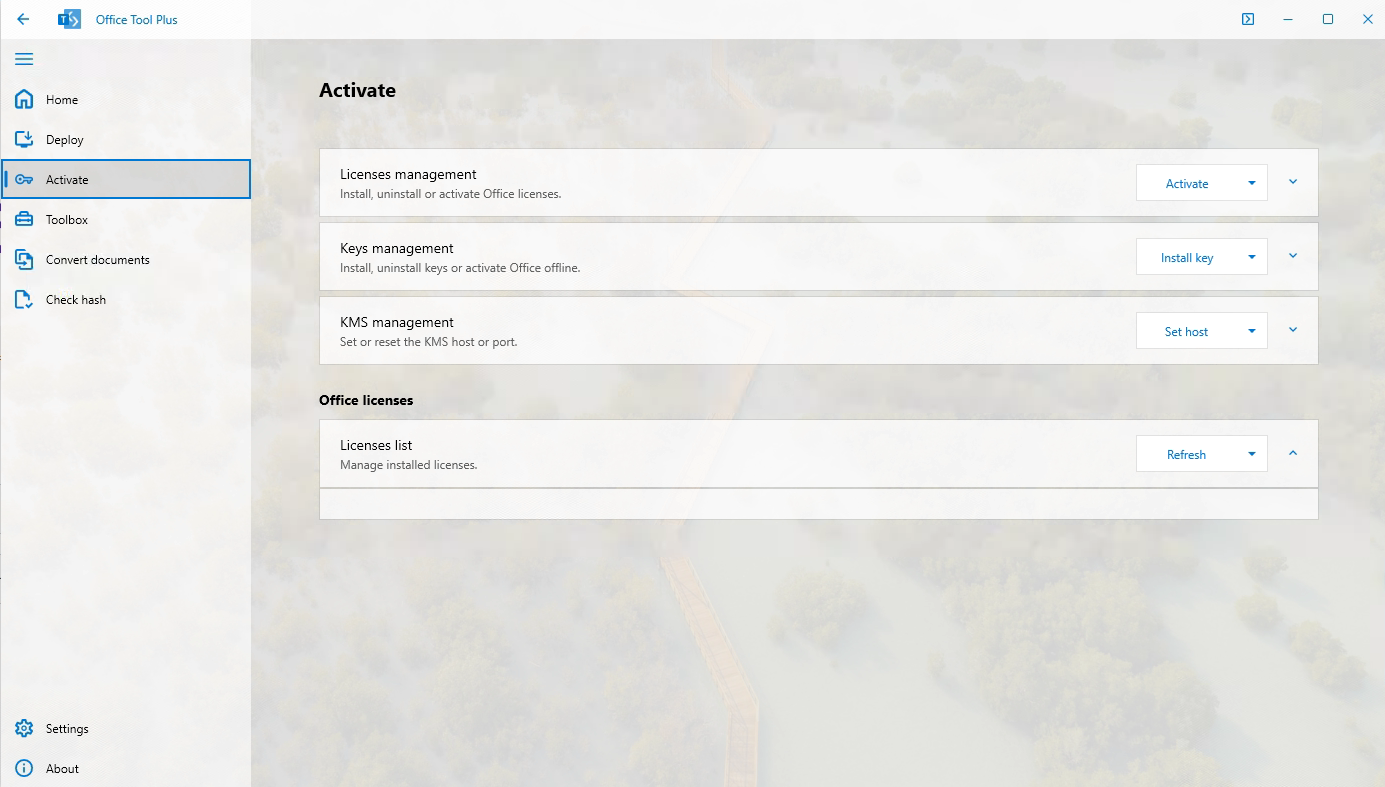 Office Tool Plus
Home
Deploy
Activate
Toolbox
Convert documents
Check hash
Settings
About
Activate
Licenses management
Install, uninstall or activate Office licenses.
Activate
Keys management
Install, uninstall keys or activate Office offline.
Install key
KMS management
Set or reset the KMS host or port.
Set host
Office licenses
Licenses list
Manage installed licenses.
Refresh